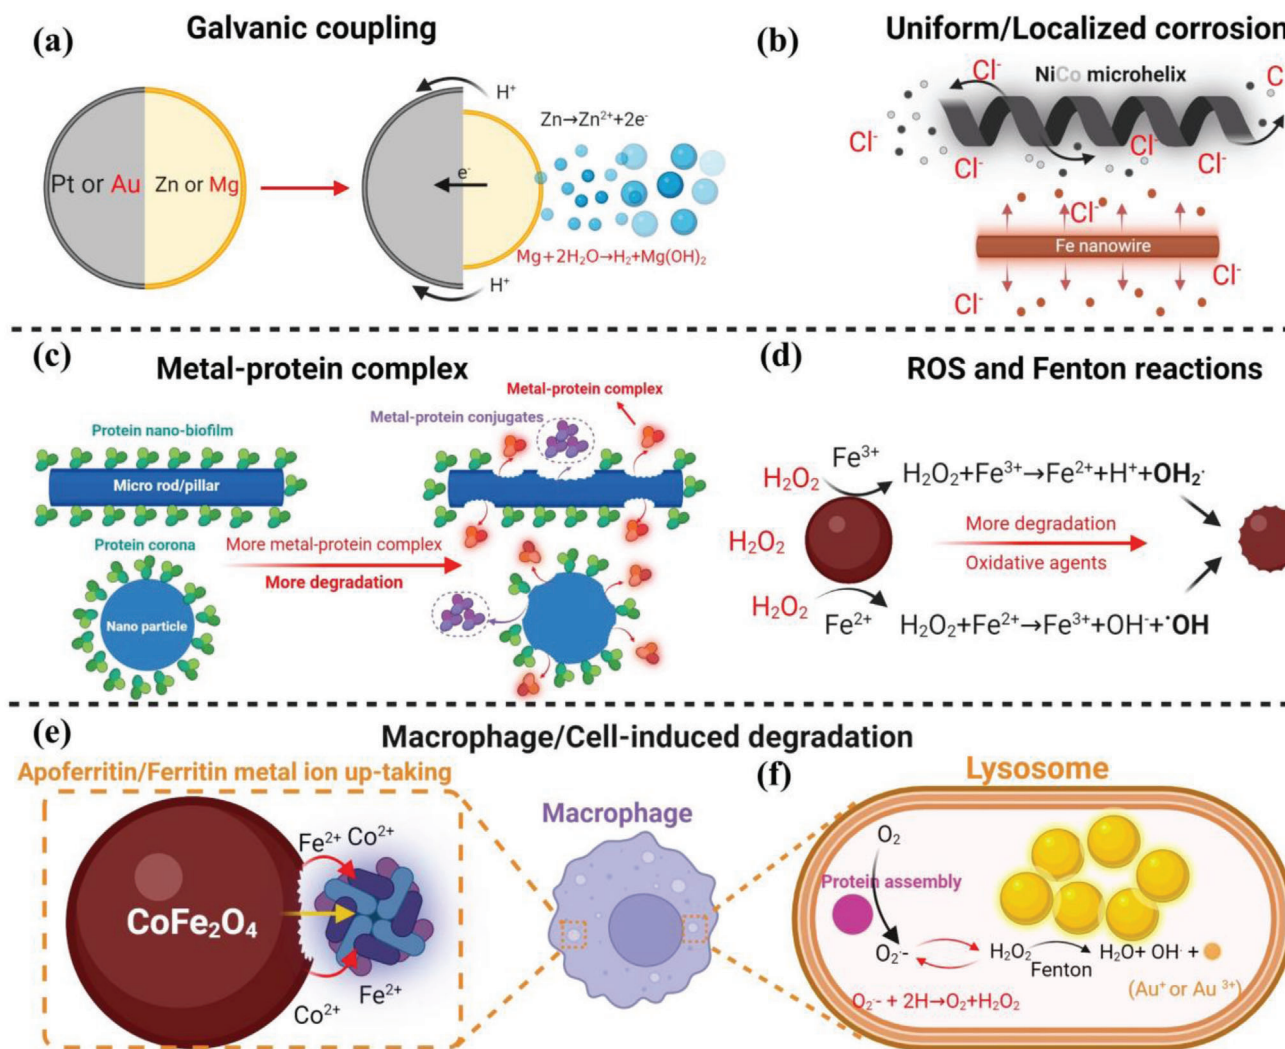 (a)
Galvanic coupling
Pt or Au
Zn or Mg
H⁺
e⁻
H⁺
Zn→Zn²⁺+2e⁻
Mg+2H₂O→H₂+Mg(OH)₂
(b)
Uniform/Localized corrosion
NiCo microhelix
Cl⁻
C
Cl⁻
Cl⁻
Cl⁻
Cl⁻
Cl⁻
Fe nanowire
Cl⁻
Cl⁻
(c)
Metal-protein complex
Protein nano-biofilm
Micro rod/pillar
Protein corona
Nano particle
More metal-protein complex
More degradation
Metal-protein complex
Metal-protein conjugates
(d)
ROS and Fenton reactions
H₂O₂
Fe³⁺
H₂O₂+Fe³⁺→Fe²⁺+H⁺+OH₂˙
H₂O₂
More degradation
Oxidative agents
H₂O₂
Fe²⁺
H₂O₂+Fe²⁺→Fe³⁺+OH⁻+˙OH
(e)
Macrophage/Cell-induced degradation
Apoferritin/Ferritin metal ion up-taking
Fe²⁺ Co²⁺
CoFe₂O₄
Co²⁺
Fe²⁺
Macrophage
(f)
Lysosome
O₂
Protein assembly
O₂˙-
H₂O₂
Fenton
H₂O+ OH˙ +
(Au⁺ or Au ³⁺)
O₂˙- + 2H→O₂+H₂O₂